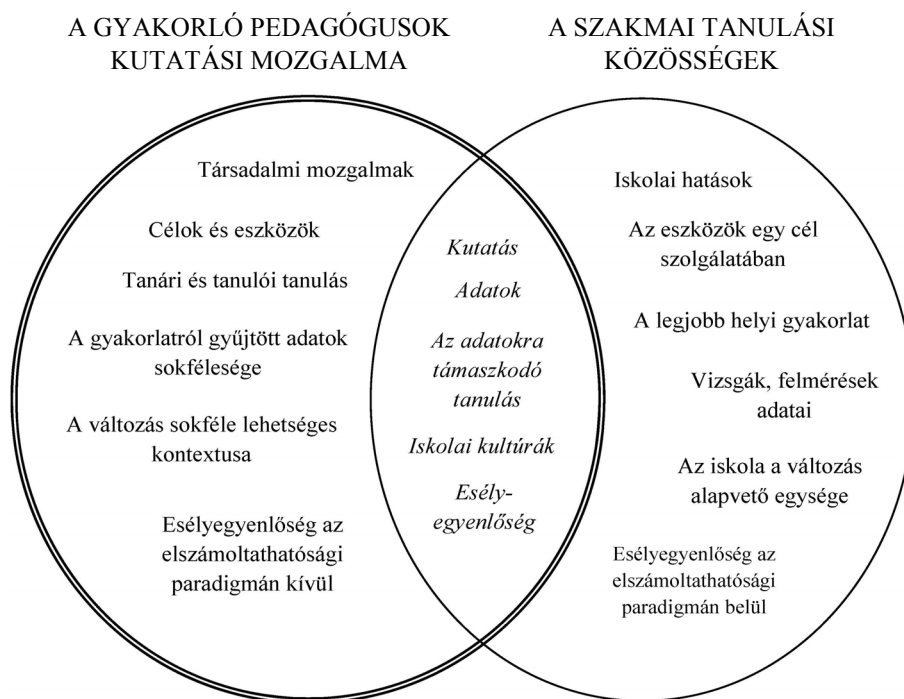 A GYAKORLÓ PEDAGÓGUSOK
KUTATÁSI MOZGALMA
A SZAKMAI TANULÁSI
KÖZÖSSÉGEK
Társadalmi mozgalmak
Célok és eszközök
Tanári és tanulói tanulás
A gyakorlatról gyűjtött adatok
sokfélesége
A változás sokféle lehetséges
kontextusa
Esélyegyenlőség az
elszámoltathatósági
paradigmán kívül
Kutatás
Adatok
Az adatokra
támaszkodó
tanulás
Iskolai kultúrák
Esély-
egyenlőség
Iskolai hatások
Az eszközök egy cél
szolgálatában
A legjobb helyi gyakorlat
Vizsgák, felmérések
adatai
Az iskola a változás
alapvető egysége
Esélyegyenlőség az
elszámoltathatósági
paradigmán belül